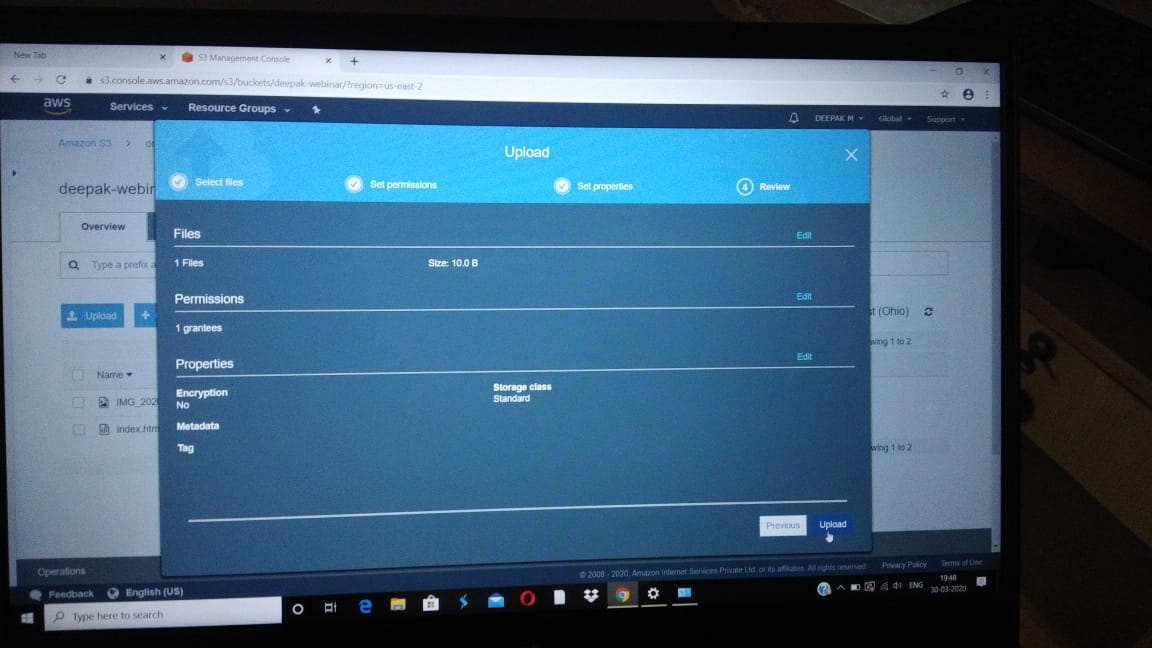 New Tab
S3 Management Console
s3.console.aws.amazon.com/s3/buckets/deepak-webinar/?region=us-east-2
aws
Services
Resource Groups
DEEPAK M
Global
Support
Amazon S3
Upload
Select files
Set permissions
Set properties
4 Review
deepak-webin
Overview
Files
Edit
Type a prefix a
1 Files
Size: 10.0 B
Permissions
Edit
Upload
1 grantees
(Ohio)
wing 1 to 2
Properties
Edit
Name
Encryption
No
Storage class
Standard
IMG_202
Metadata
index.htm
Tag
wing 1 to 2
Previous
Upload
Operations
© 2008 - 2020, Amazon Internet Services Private Ltd. or its affiliates. All rights reserved.
Privacy Policy
Terms of Use
Feedback
English (US)
Type here to search
ENG
19:48
30-03-2020